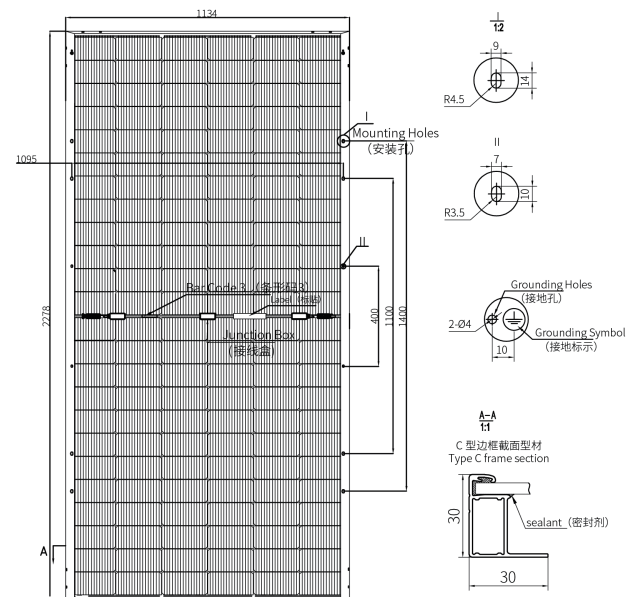 1134
I
1:2
9
14
R4.5
I
Mounting Holes
（安装孔）
1095
II
7
10
R3.5
II
Bar Code 3（条形码3）
Label（标贴）
Junction Box
（接线盒）
2278
400
1100
1400
Grounding Holes
（接地孔）
2-Ø4
Grounding Symbol
（接地标示）
10
A-A
1:1
C 型边框截面型材
Type C frame section
30
sealant（密封剂）
30
A